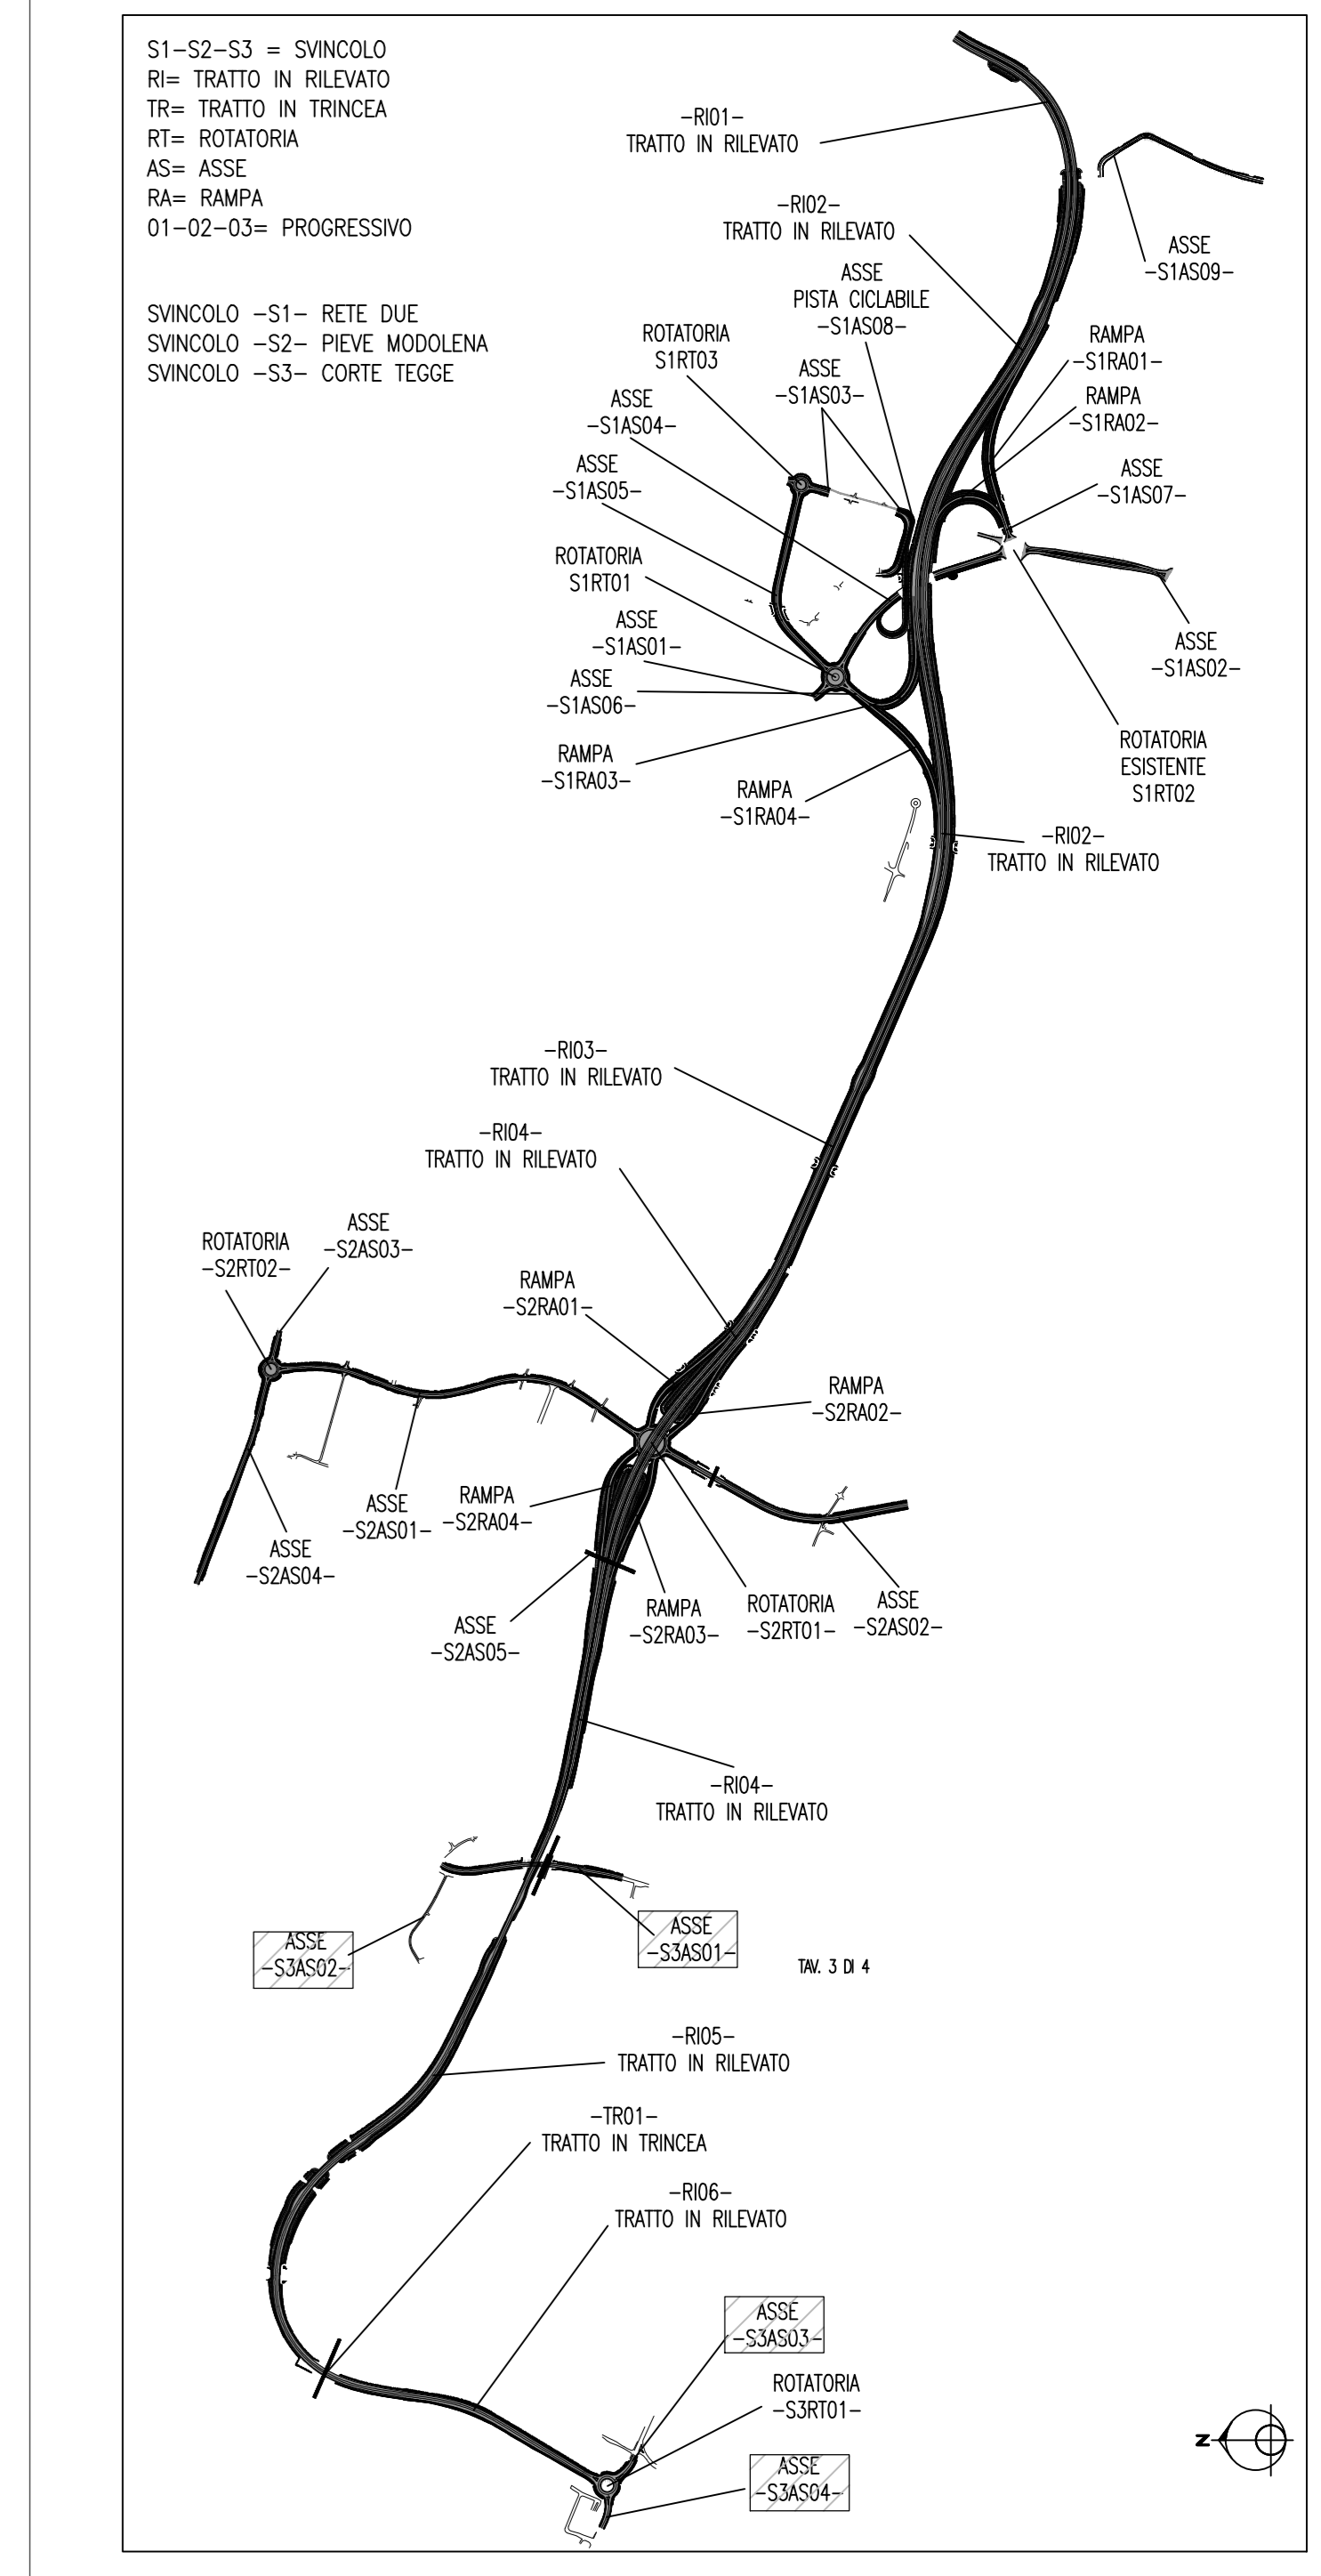 S1-S2-S3 = SVINCOLO
RI= TRATTO IN RILEVATO
TR= TRATTO IN TRINCEA
RT= ROTATORIA
AS= ASSE
RA= RAMPA
01-02-03= PROGRESSIVO
SVINCOLO -S1- RETE DUE
SVINCOLO -S2- PIEVE MODOLENA
SVINCOLO -S3- CORTE TEGGE
-RI01-
TRATTO IN RILEVATO
-RI02-
TRATTO IN RILEVATO
ASSE
-S1AS09-
ASSE
PISTA CICLABILE
-S1AS08-
ROTATORIA
S1RT03
RAMPA
-S1RA01-
ASSE
-S1AS03-
RAMPA
-S1RA02-
ASSE
-S1AS04-
ASSE
-S1AS05-
ASSE
-S1AS07-
ROTATORIA
S1RT01
ASSE
-S1AS01-
ASSE
-S1AS02-
ASSE
-S1AS06-
RAMPA
-S1RA03-
ROTATORIA
ESISTENTE
S1RT02
RAMPA
-S1RA04-
-RI02-
TRATTO IN RILEVATO
-RI03-
TRATTO IN RILEVATO
-RI04-
TRATTO IN RILEVATO
ASSE
-S2AS03-
ROTATORIA
-S2RT02-
RAMPA
-S2RA01-
RAMPA
-S2RA02-
ASSE
-S2AS01-
RAMPA
-S2RA04-
ASSE
-S2AS04-
ASSE
-S2AS05-
RAMPA
-S2RA03-
ROTATORIA
-S2RT01-
ASSE
-S2AS02-
-RI04-
TRATTO IN RILEVATO
ASSE
-S3AS02-
ASSE
-S3AS01-
TAV. 3 DI 4
-RI05-
TRATTO IN RILEVATO
-TR01-
TRATTO IN TRINCEA
-RI06-
TRATTO IN RILEVATO
ASSE
-S3AS03-
ROTATORIA
-S3RT01-
ASSE
-S3AS04-
N